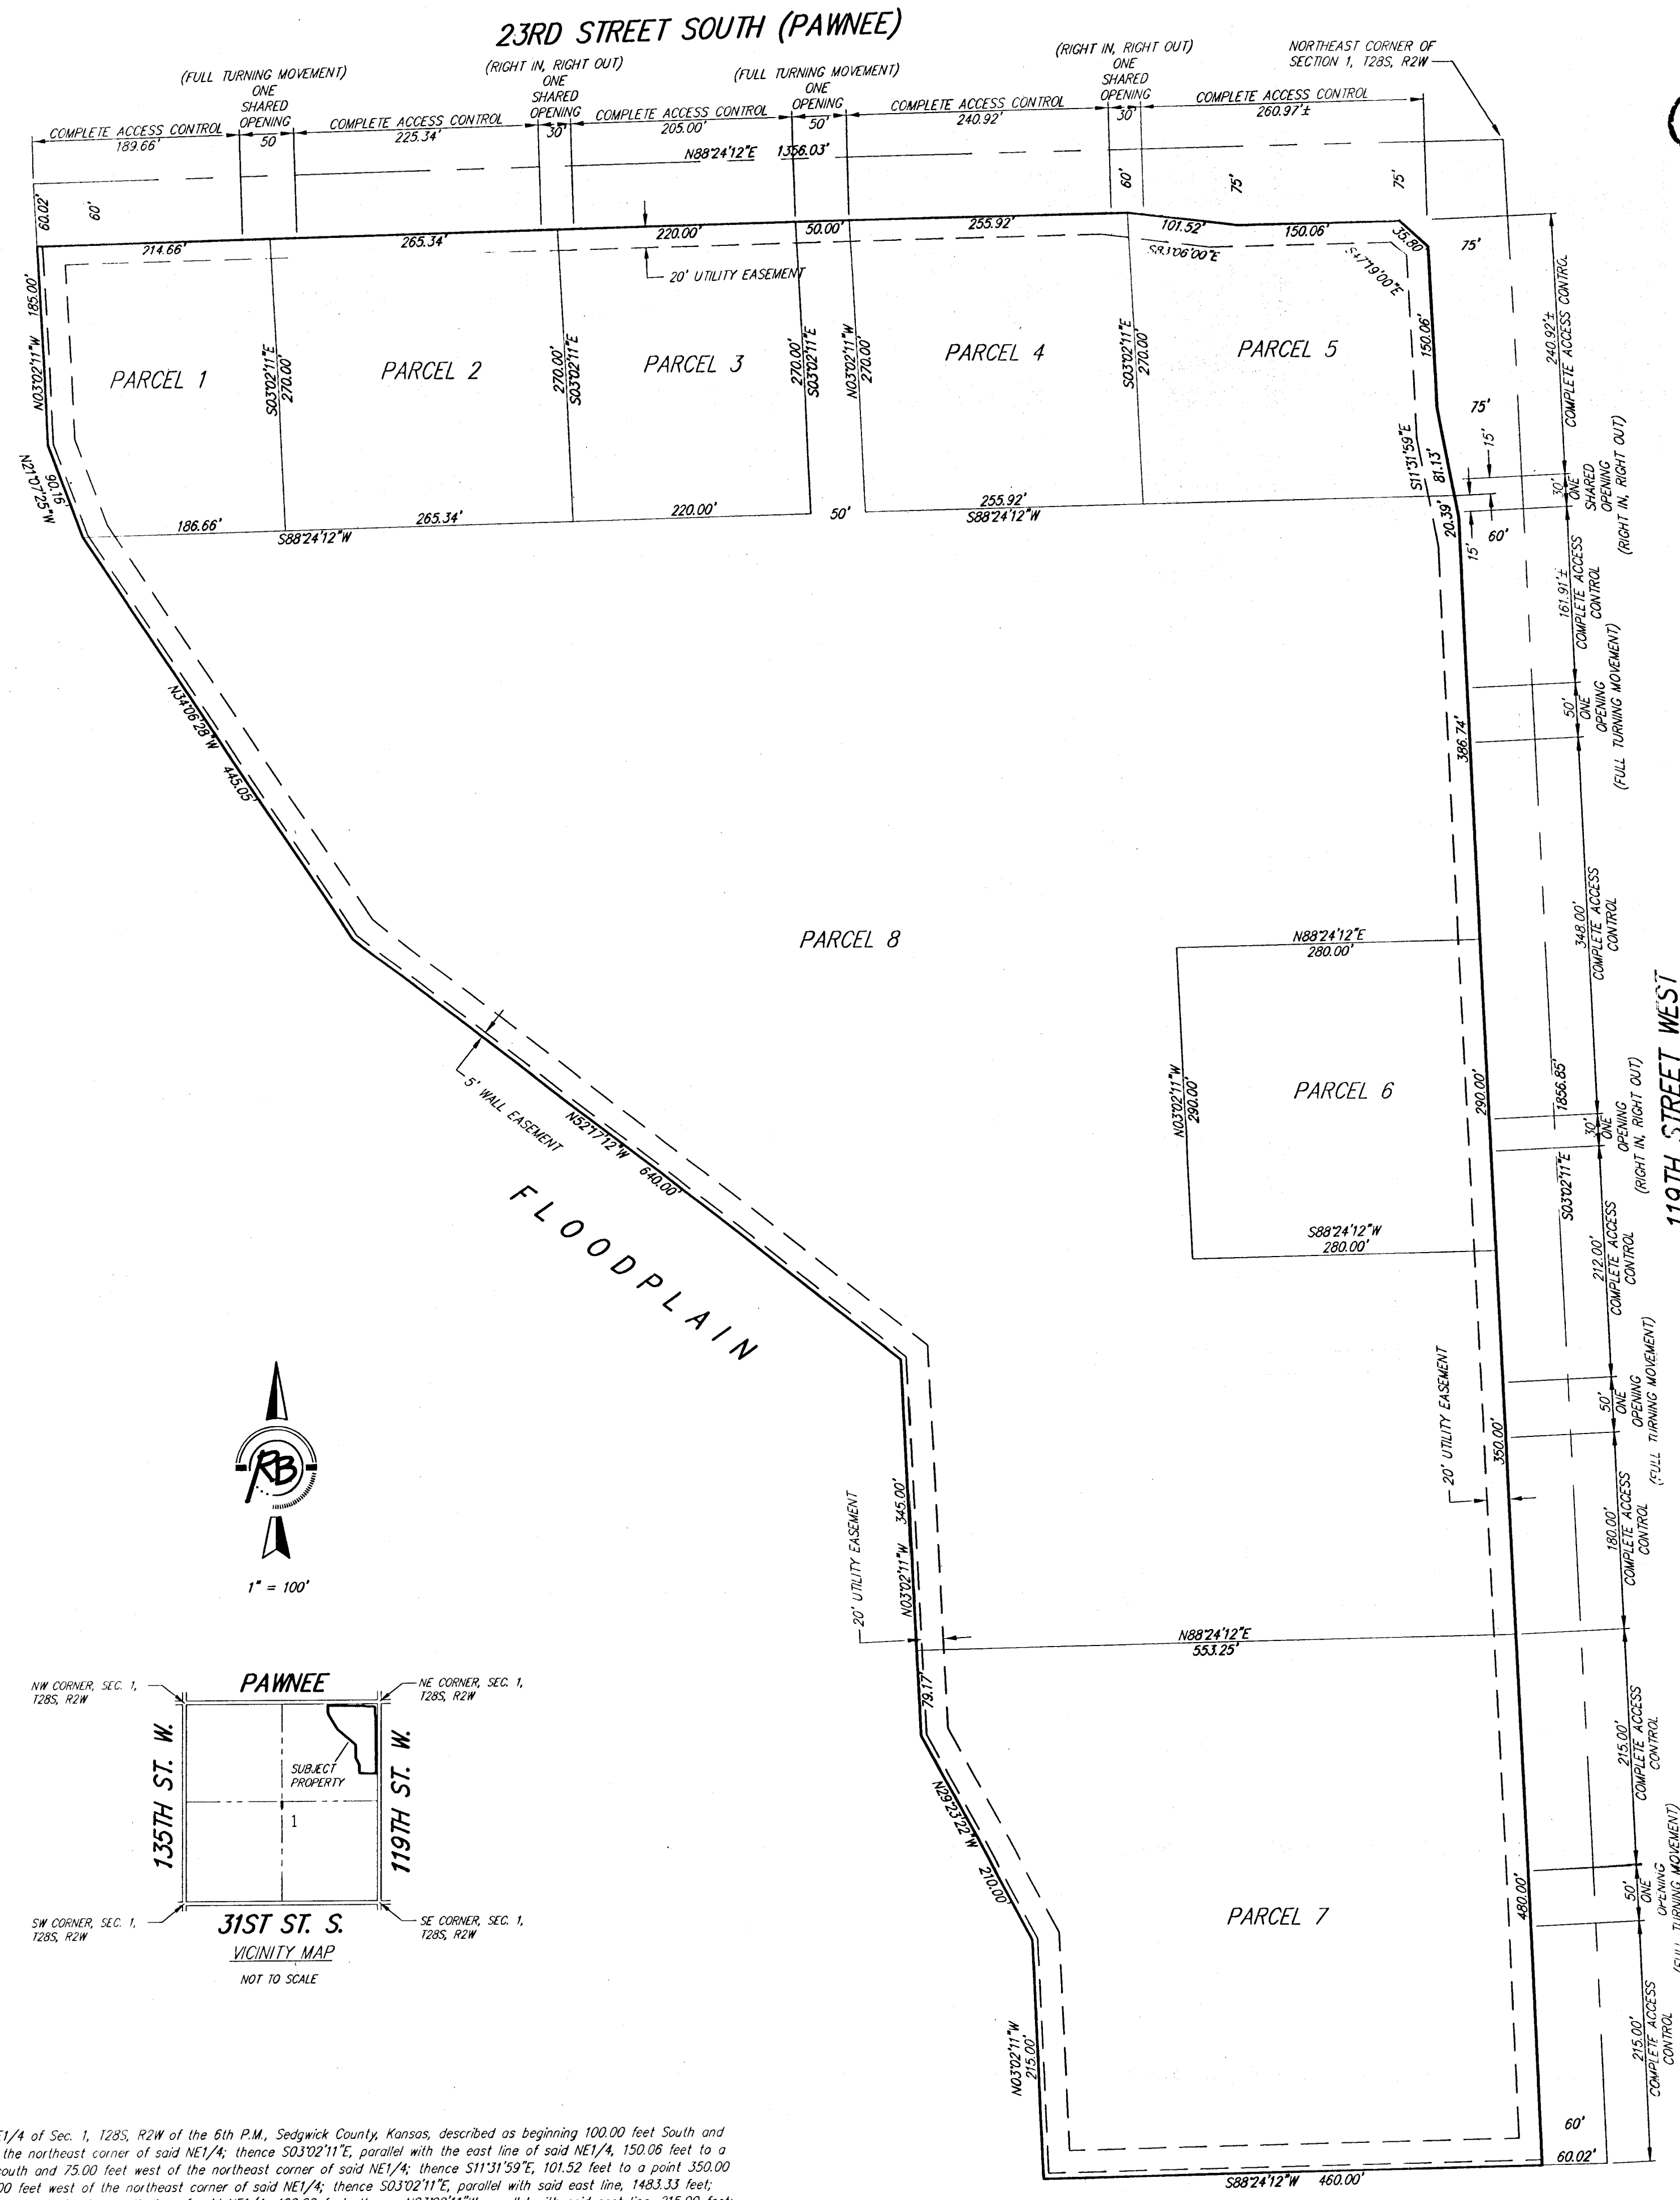 23RD STREET SOUTH (PAWNEE)
(FULL TURNING MOVEMENT)
ONE
SHARED
OPENING
(RIGHT IN, RIGHT OUT)
ONE
SHARED
OPENING
(FULL TURNING MOVEMENT)
ONE
OPENING
(RIGHT IN, RIGHT OUT)
ONE
SHARED
OPENING
NORTHEAST CORNER OF
SECTION 1, T28S, R2W
COMPLETE ACCESS CONTROL
189.66'
50'
COMPLETE ACCESS CONTROL
225.34'
30'
COMPLETE ACCESS CONTROL
205.00'
50'
COMPLETE ACCESS CONTROL
240.92'
30'
COMPLETE ACCESS CONTROL
260.97'±
N88°24'12"E 1356.03'
60.02'
60'
60'
75'
75'
214.66'
265.34'
220.00'
50.00'
255.92'
101.52'
S83°06'00"E
150.06'
35.80'
S47°19'00"E
75'
20' UTILITY EASEMENT
N03°02'11"W 185.00'
PARCEL 1
S03°02'11"E
270.00'
PARCEL 2
270.00'
S03°02'11"E
PARCEL 3
270.00'
S03°02'11"E
N03°02'11"W
270.00'
PARCEL 4
S03°02'11"E
270.00'
PARCEL 5
150.06'
240.92'±
COMPLETE ACCESS CONTROL
75'
S11°31'59"E
81.13'
15'
30'
ONE
SHARED
OPENING
(RIGHT IN, RIGHT OUT)
N21°07'25"W
90.16'
186.66'
S88°24'12"W
265.34'
220.00'
50'
255.92'
S88°24'12"W
20.39'
15'
60'
161.91'±
COMPLETE ACCESS
CONTROL
50'
ONE
OPENING
(FULL TURNING MOVEMENT)
386.74'
N34°06'28"W
445.05'
PARCEL 8
348.00'
COMPLETE ACCESS
CONTROL
N88°24'12"E
280.00'
N03°02'11"W
290.00'
PARCEL 6
290.00'
S88°24'12"W
280.00'
1856.85'
S03°02'11"E
119TH STREET WEST
30'
ONE
OPENING
(RIGHT IN, RIGHT OUT)
212.00'
COMPLETE ACCESS
CONTROL
5' WALL EASEMENT
N52°17'12"W
640.00'
FLOODPLAIN
50'
ONE
OPENING
(FULL TURNING MOVEMENT)
20' UTILITY EASEMENT
350.00'
180.00'
COMPLETE ACCESS
CONTROL
RB
1" = 100'
20' UTILITY EASEMENT
N03°02'11"W 345.00'
N88°24'12"E
553.25'
79.17'
215.00'
COMPLETE ACCESS
CONTROL
NW CORNER, SEC. 1,
T28S, R2W
PAWNEE
NE CORNER, SEC. 1,
T28S, R2W
135TH ST. W.
SUBJECT
PROPERTY
1
119TH ST. W.
SW CORNER, SEC. 1,
T28S, R2W
31ST ST. S.
SE CORNER, SEC. 1,
T28S, R2W
VICINITY MAP
NOT TO SCALE
N29°23'22"W
210.00'
PARCEL 7
480.00'
50'
ONE
OPENING
(FULL TURNING MOVEMENT)
N03°02'11"W
215.00'
215.00'
COMPLETE ACCESS
CONTROL
60'
60.02'
S88°24'12"W 460.00'
1/4 of Sec. 1, T28S, R2W of the 6th P.M., Sedgwick County, Kansas, described as beginning 100.00 feet South and
the northeast corner of said NE1/4; thence S03°02'11"E, parallel with the east line of said NE1/4, 150.06 feet to a
south and 75.00 feet west of the northeast corner of said NE1/4; thence S11°31'59"E, 101.52 feet to a point 350.00
feet west of the northeast corner of said NE1/4; thence S03°02'11"E, parallel with said east line, 1483.33 feet;